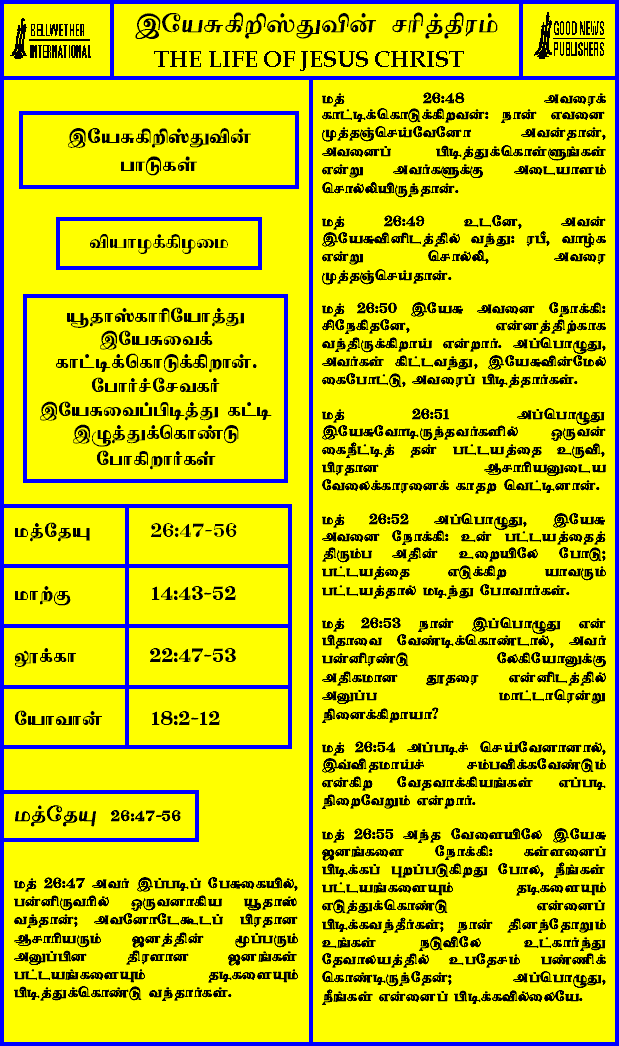 BELLWETHER
INTERNATIONAL
இயேசுகிறிஸ்துவின் சரித்திரம்
THE LIFE OF JESUS CHRIST
GOOD NEWS
PUBLISHERS
இயேசுகிறிஸ்துவின்
பாடுகள்
வியாழக்கிழமை
யூதாஸ்காரியோத்து
இயேசுவைக்
காட்டிக்கொடுக்கிறான்.
போர்ச்சேவகர்
இயேசுவைப்பிடித்து கட்டி
இழுத்துக்கொண்டு
போகிறார்கள்
மத்தேயு 26:47-56
மாற்கு 14:43-52
லூக்கா 22:47-53
யோவான் 18:2-12
மத்தேயு 26:47-56
மத் 26:47 அவர் இப்படிப் பேசுகையில்,
பன்னிருவரில் ஒருவனாகிய யூதாஸ்
வந்தான்; அவனோடேகூடப் பிரதான
ஆசாரியரும் ஜனத்தின் மூப்பரும்
அனுப்பின திரளான ஜனங்கள்
பட்டயங்களையும் தடிகளையும்
பிடித்துக்கொண்டு வந்தார்கள்.
மத் 26:48 அவரைக்
காட்டிக்கொடுக்கிறவன்: நான் எவனை
முத்தஞ்செய்வேனோ அவன்தான்,
அவனைப் பிடித்துக்கொள்ளுங்கள்
என்று அவர்களுக்கு அடையாளம்
சொல்லியிருந்தான்.
மத் 26:49 உடனே, அவன்
இயேசுவினிடத்தில் வந்து: ரபீ, வாழ்க
என்று சொல்லி, அவரை
முத்தஞ்செய்தான்.
மத் 26:50 இயேசு அவனை நோக்கி:
சிநேகிதனே, என்னத்திற்காக
வந்திருக்கிறாய் என்றார். அப்பொழுது,
அவர்கள் கிட்டவந்து, இயேசுவின்மேல்
கைபோட்டு, அவரைப் பிடித்தார்கள்.
மத் 26:51 அப்பொழுது
இயேசுவோடிருந்தவர்களில் ஒருவன்
கைநீட்டித் தன் பட்டயத்தை உருவி,
பிரதான ஆசாரியனுடைய
வேலைக்காரனைக் காதற வெட்டினான்.
மத் 26:52 அப்பொழுது, இயேசு
அவனை நோக்கி: உன் பட்டயத்தைத்
திரும்ப அதின் உறையிலே போடு;
பட்டயத்தை எடுக்கிற யாவரும்
பட்டயத்தால் மடிந்து போவார்கள்.
மத் 26:53 நான் இப்பொழுது என்
பிதாவை வேண்டிக்கொண்டால், அவர்
பன்னிரண்டு லேகியோனுக்கு
அதிகமான தூதரை என்னிடத்தில்
அனுப்ப மாட்டாரென்று
நினைக்கிறாயா?
மத் 26:54 அப்படிச் செய்வேனானால்,
இவ்விதமாய்ச் சம்பவிக்கவேண்டும்
என்கிற வேதவாக்கியங்கள் எப்படி
நிறைவேறும் என்றார்.
மத் 26:55 அந்த வேளையிலே இயேசு
ஜனங்களை நோக்கி: கள்ளனைப்
பிடிக்கப் புறப்படுகிறது போல, நீங்கள்
பட்டயங்களையும் தடிகளையும்
எடுத்துக்கொண்டு என்னைப்
பிடிக்கவந்தீர்கள்; நான் தினந்தோறும்
உங்கள் நடுவிலே உட்கார்ந்து
தேவாலயத்தில் உபதேசம் பண்ணிக்
கொண்டிருந்தேன்; அப்பொழுது,
நீங்கள் என்னைப் பிடிக்கவில்லையே.